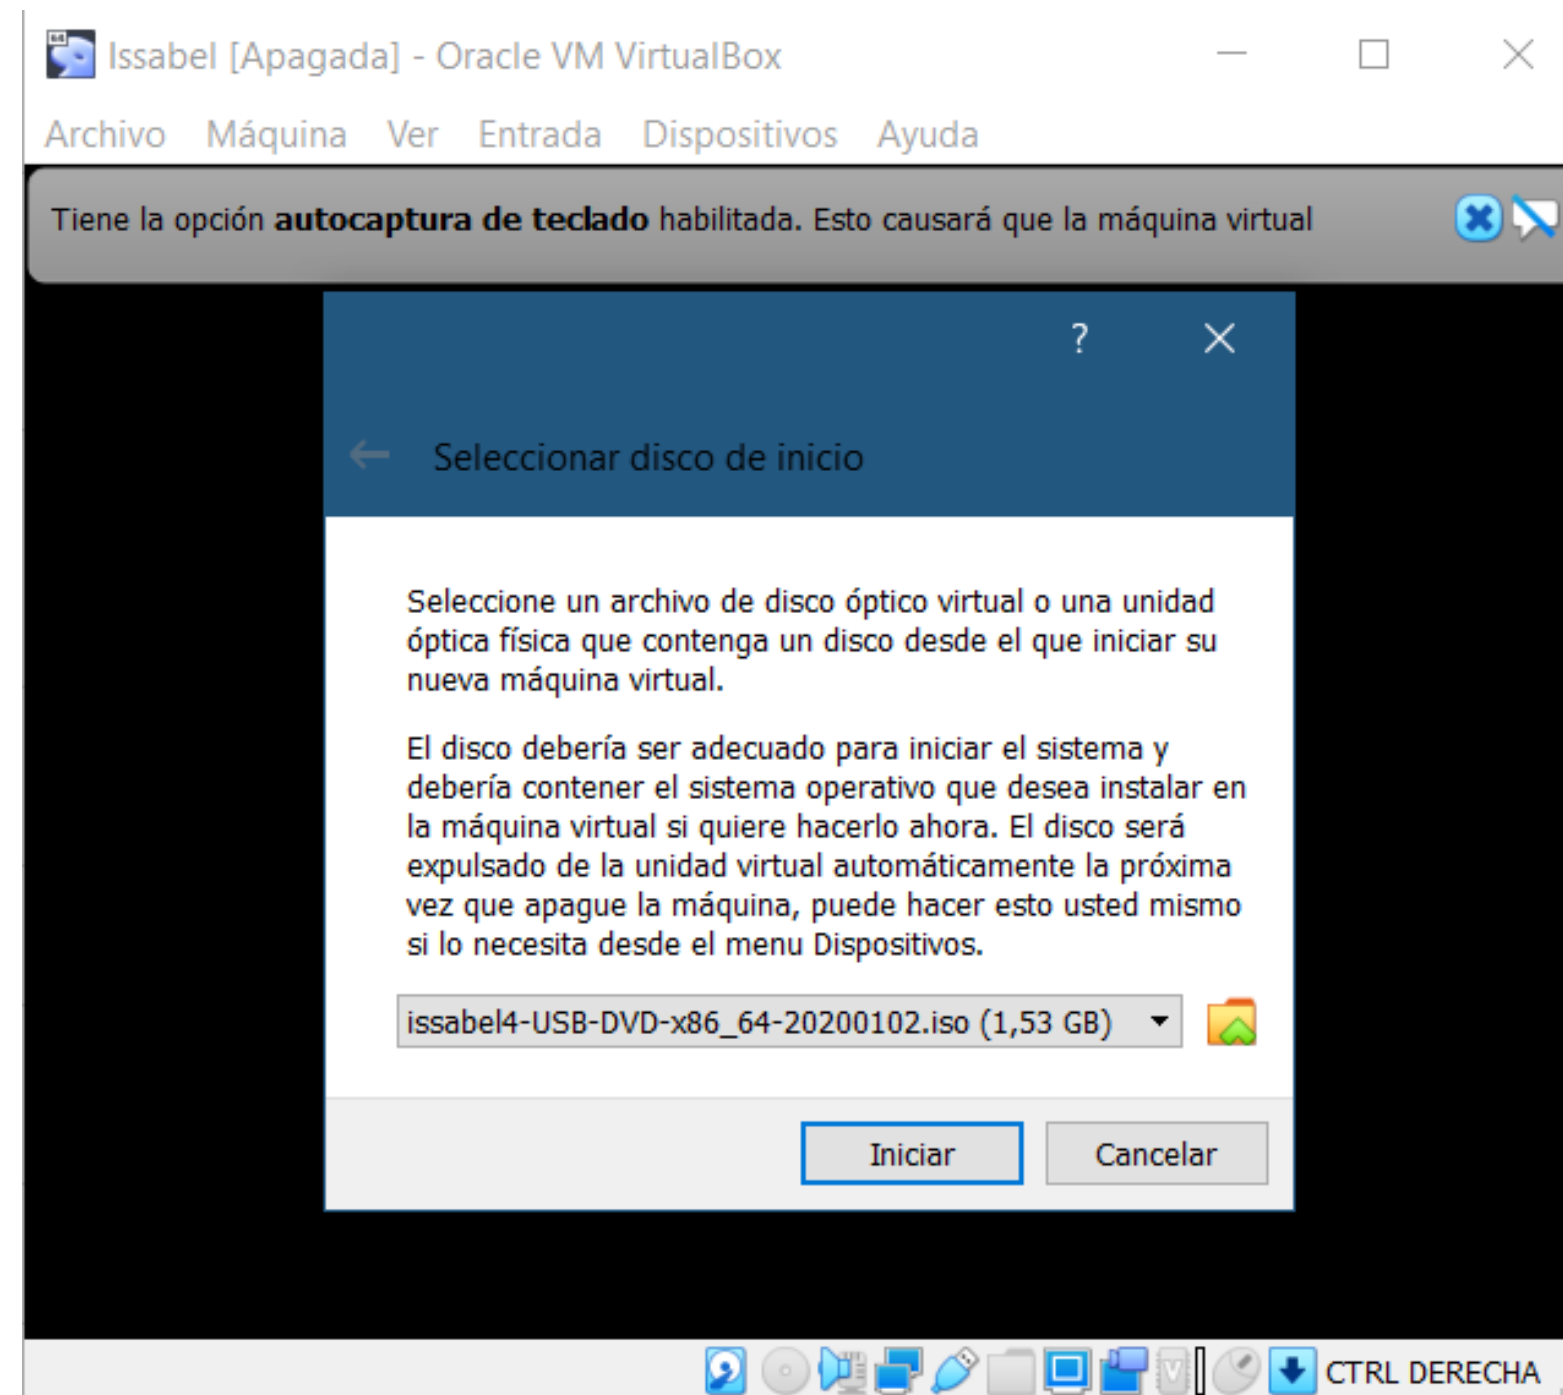 Issabel [Apagada] - Oracle VM VirtualBox
Archivo Máquina Ver Entrada Dispositivos Ayuda
Tiene la opción autocaptura de teclado habilitada. Esto causará que la máquina virtual
?
Seleccionar disco de inicio
Seleccione un archivo de disco óptico virtual o una unidad
óptica física que contenga un disco desde el que iniciar su
nueva máquina virtual.
El disco debería ser adecuado para iniciar el sistema y
debería contener el sistema operativo que desea instalar en
la máquina virtual si quiere hacerlo ahora. El disco será
expulsado de la unidad virtual automáticamente la próxima
vez que apague la máquina, puede hacer esto usted mismo
si lo necesita desde el menu Dispositivos.
issabel4-USB-DVD-x86_64-20200102.iso (1,53 GB)
Iniciar Cancelar
CTRL DERECHA